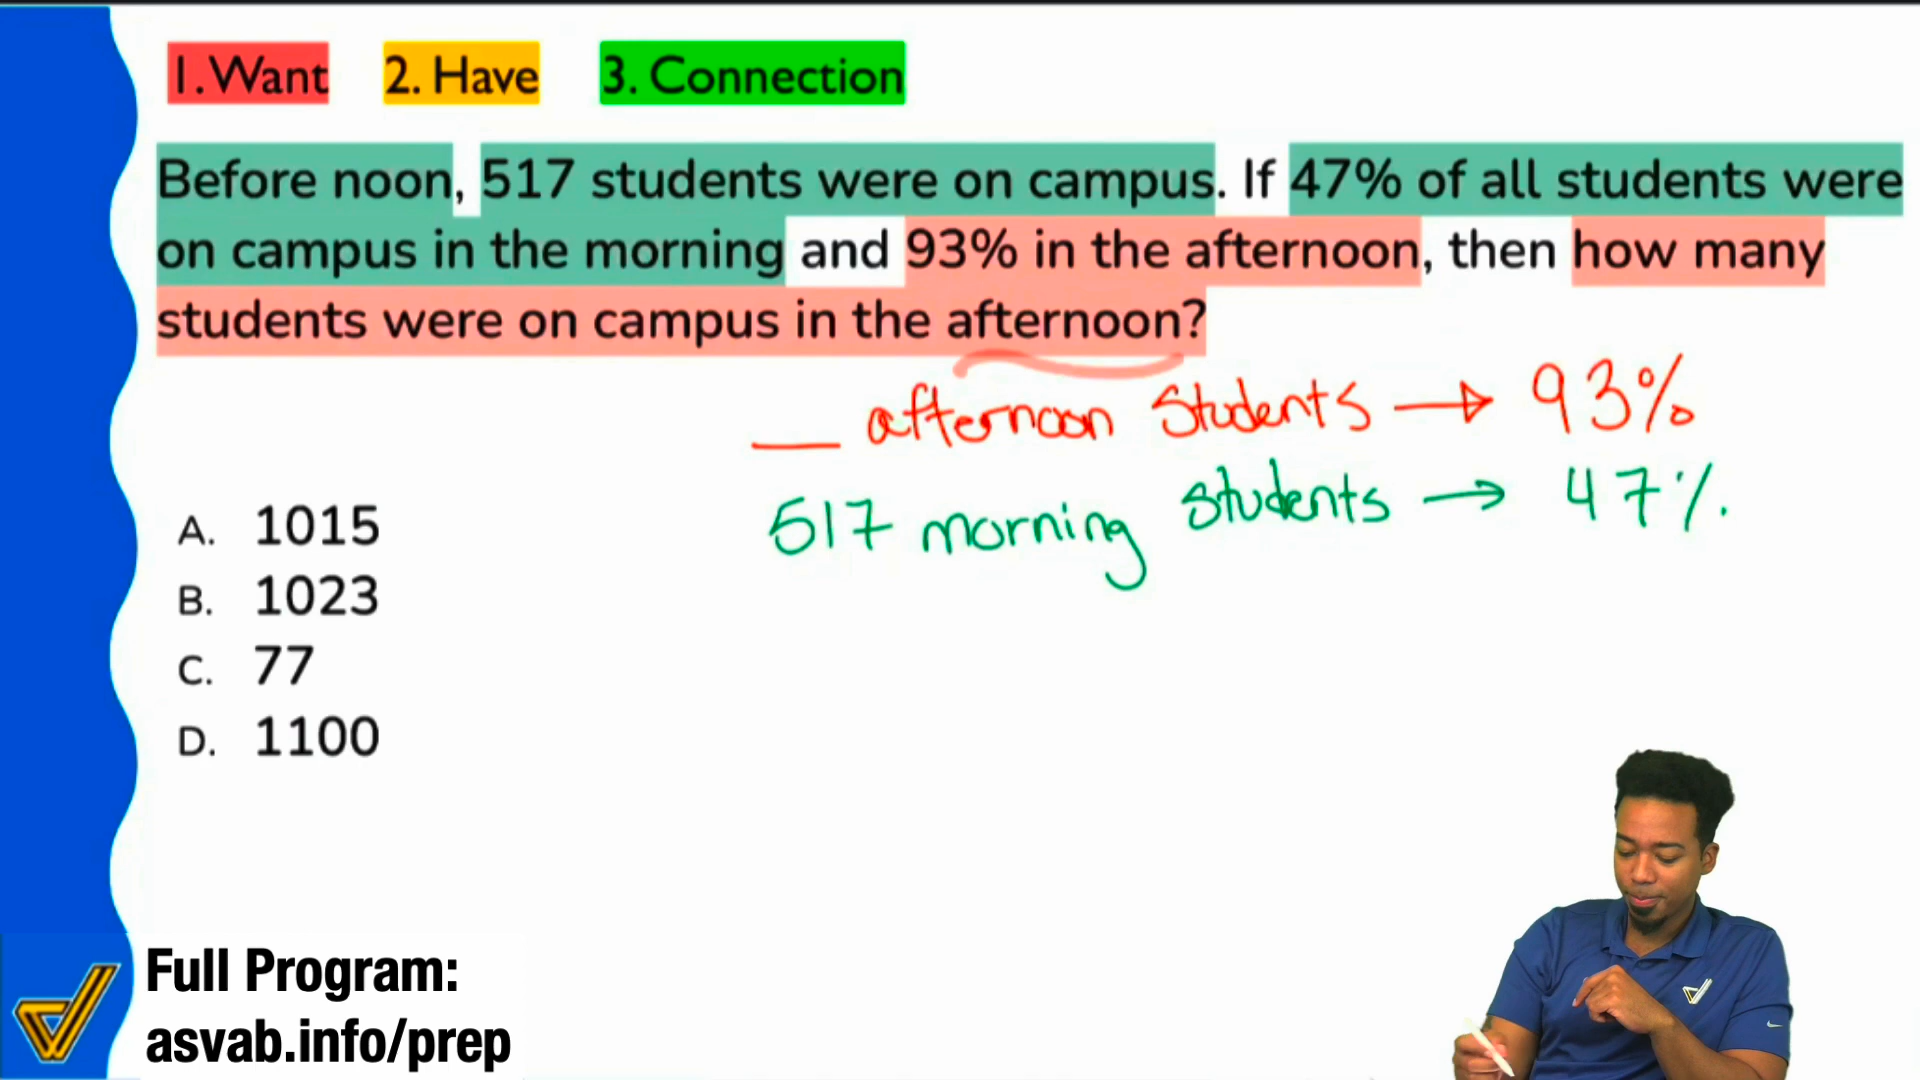 1. Want 2. Have 3. Connection
Before noon, 517 students were on campus. If 47% of all students were
on campus in the morning and 93% in the afternoon, then how many
students were on campus in the afternoon?
__ afternoon students → 93%
517 morning students → 47%
A. 1015
B. 1023
C. 77
D. 1100
Full Program:
asvab.info/prep